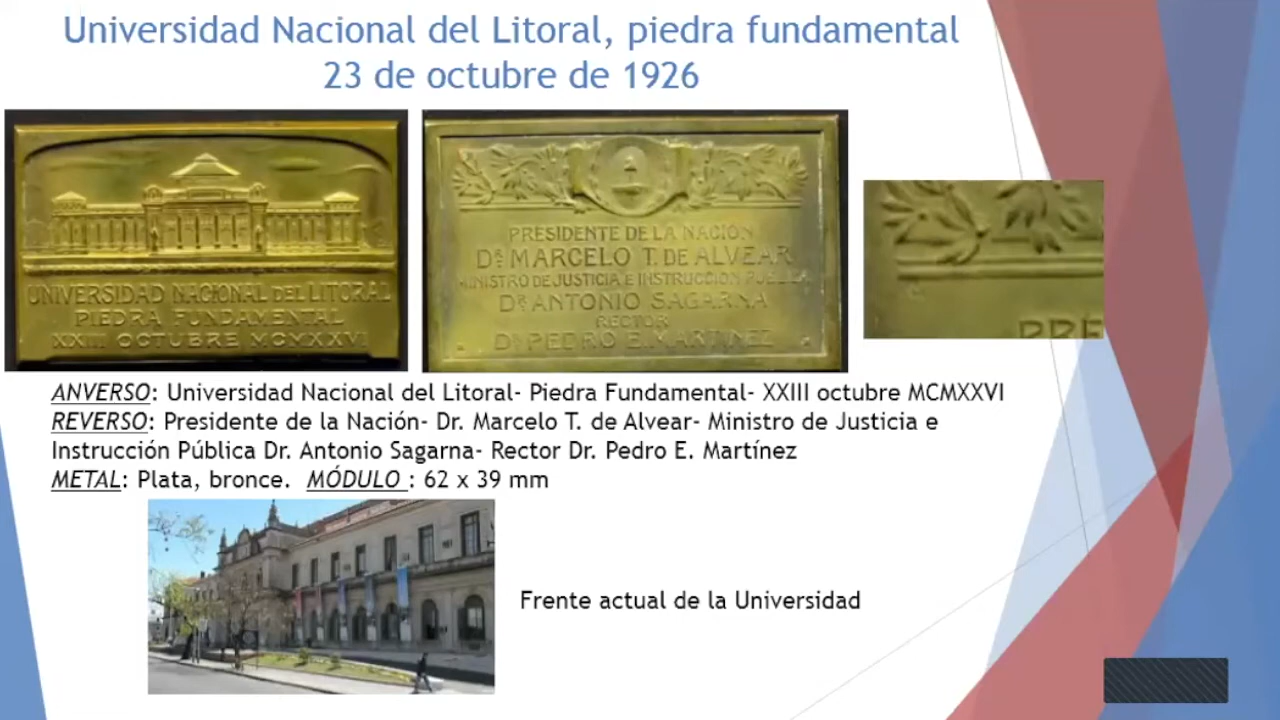 Universidad Nacional del Litoral, piedra fundamental
23 de octubre de 1926
UNIVERSIDAD NACIONAL DEL LITORAL
PIEDRA FUNDAMENTAL
XXIII OCTUBRE MCMXXVI
PRESIDENTE DE LA NACION
DR. MARCELO T. DE ALVEAR
MINISTRO DE JUSTICIA E INSTRUCCION PUBLICA
DR. ANTONIO SAGARNA
RECTOR
DR. PEDRO E. MARTINEZ
PRE
ANVERSO: Universidad Nacional del Litoral- Piedra Fundamental- XXIII octubre MCMXXVI
REVERSO: Presidente de la Nación- Dr. Marcelo T. de Alvear- Ministro de Justicia e
Instrucción Pública Dr. Antonio Sagarna- Rector Dr. Pedro E. Martínez
METAL: Plata, bronce. MÓDULO : 62 x 39 mm
Frente actual de la Universidad